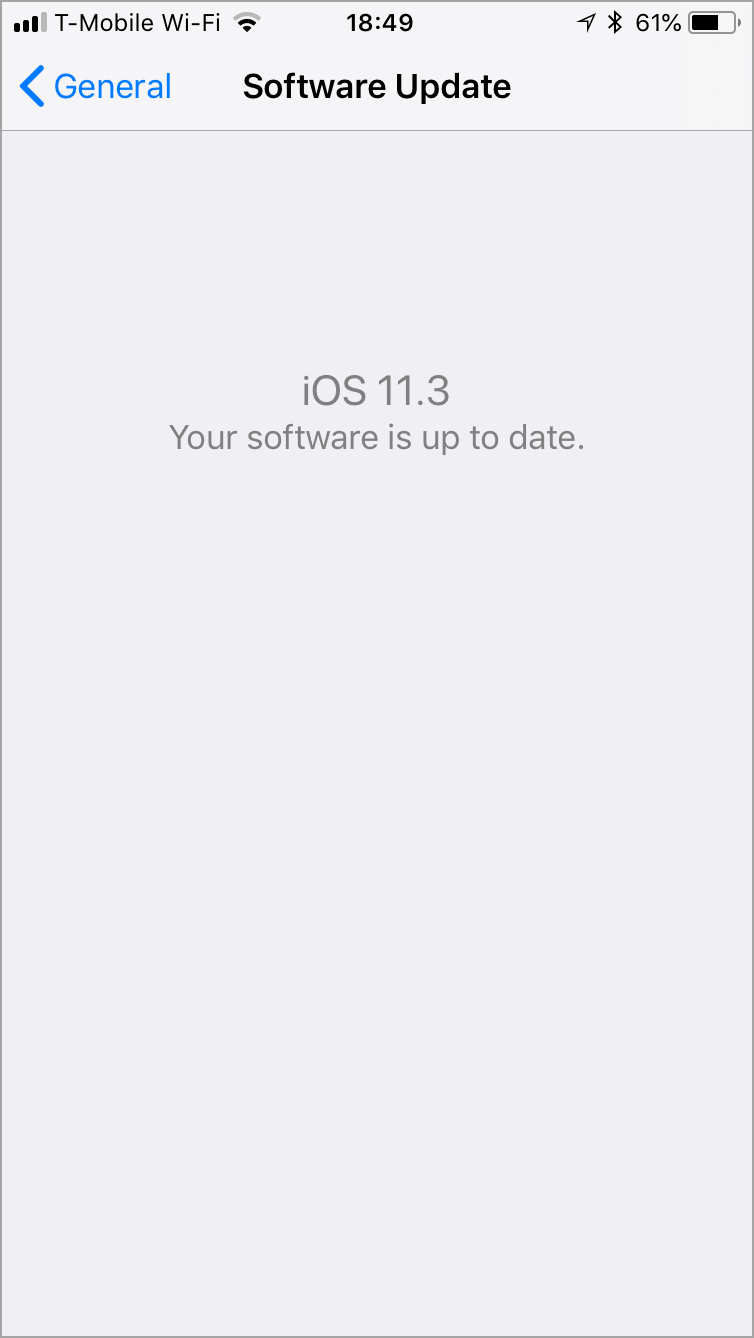 T-Mobile Wi-Fi 18:49 61%
General Software Update
iOS 11.3
Your software is up to date.